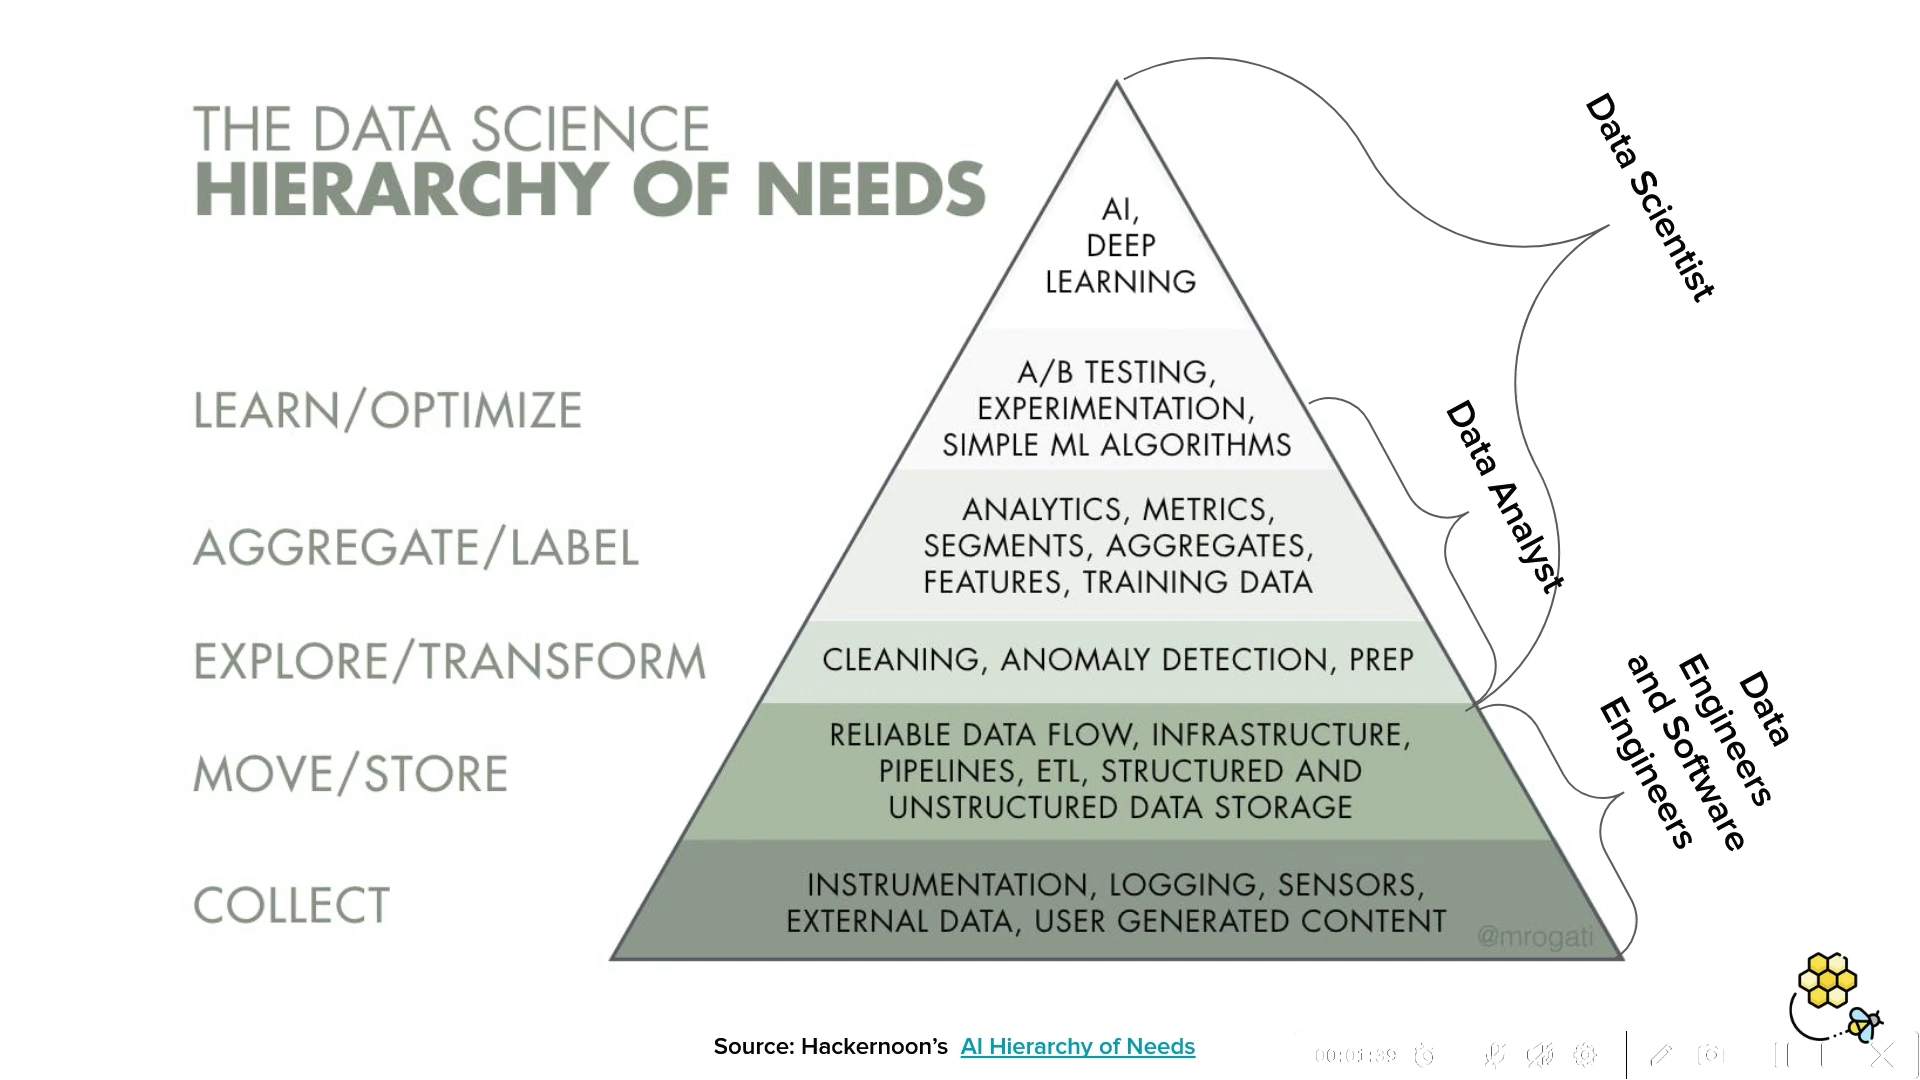 THE DATA SCIENCE
HIERARCHY OF NEEDS
AI,
DEEP
LEARNING
LEARN/OPTIMIZE
A/B TESTING,
EXPERIMENTATION,
SIMPLE ML ALGORITHMS
AGGREGATE/LABEL
ANALYTICS, METRICS,
SEGMENTS, AGGREGATES,
FEATURES, TRAINING DATA
EXPLORE/TRANSFORM
CLEANING, ANOMALY DETECTION, PREP
MOVE/STORE
RELIABLE DATA FLOW, INFRASTRUCTURE,
PIPELINES, ETL, STRUCTURED AND
UNSTRUCTURED DATA STORAGE
COLLECT
INSTRUMENTATION, LOGGING, SENSORS,
EXTERNAL DATA, USER GENERATED CONTENT
@mrogati
Data Scientist
Data Analyst
Data
Engineers
and Software
Engineers
Source: Hackernoon's AI Hierarchy of Needs
00:01:39